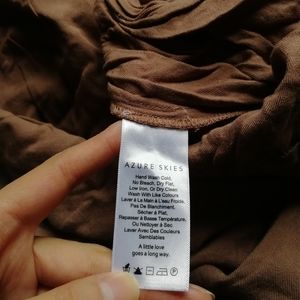 AZURE SKIES
Hand Wash Cold,
No Breach, Dry Flat,
Low Iron, Or Dry Clean
Wash With Like Colours
Laver à La Main à L'eau Froide,
Pas De Blanchiment,
Sécher à Plat,
Repasser à Basse Température,
Ou Nettoyer à Sec
Laver Avec Des Couleurs
Semblables
A little love
goes a long way.